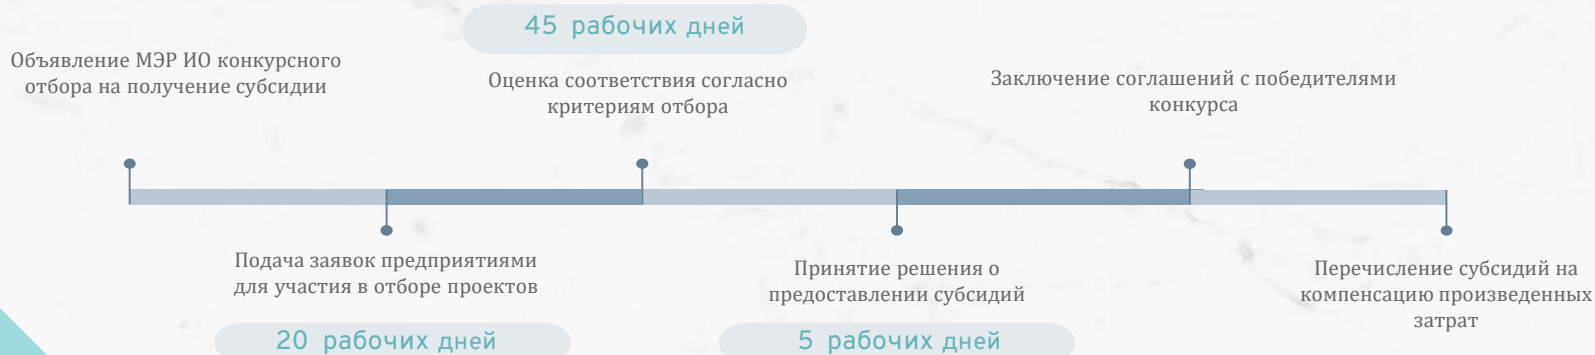 45 рабочих дней
Объявление МЭР ИО конкурсного
отбора на получение субсидии
Оценка соответствия согласно
критериям отбора
Заключение соглашений с победителями
конкурса
Подача заявок предприятиями
для участия в отборе проектов
20 рабочих дней
Принятие решения о
предоставлении субсидий
5 рабочих дней
Перечисление субсидий на
компенсацию произведенных
затрат